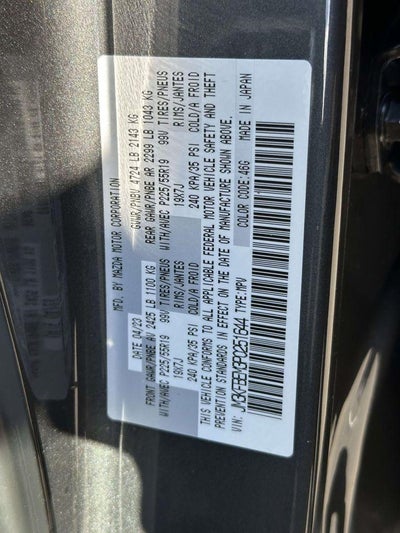 MFD. BY MAZDA MOTOR CORPORATION
DATE 04/23 GVWR/PNBV 4724 LB 2143 KG
FRONT GAWR/PNBE AV 2425 LB 1100 KG REAR GAWR/PNBE AR 2299 LB 1043 KG
WITH/AVEC P225/55R19 99V TIRES/PNEUS WITH/AVEC P225/55R19 99V TIRES/PNEUS
19X7J RIMS/JANTES 19X7J RIMS/JANTES
240 KPA/35 PSI COLD/A FROID 240 KPA/35 PSI COLD/A FROID
THIS VEHICLE CONFORMS TO ALL APPLICABLE FEDERAL MOTOR VEHICLE SAFETY AND THEFT
PREVENTION STANDARDS IN EFFECT ON THE DATE OF MANUFACTURE SHOWN ABOVE.
VIN: TYPE:MPV COLOR CODE:46G MADE IN JAPAN